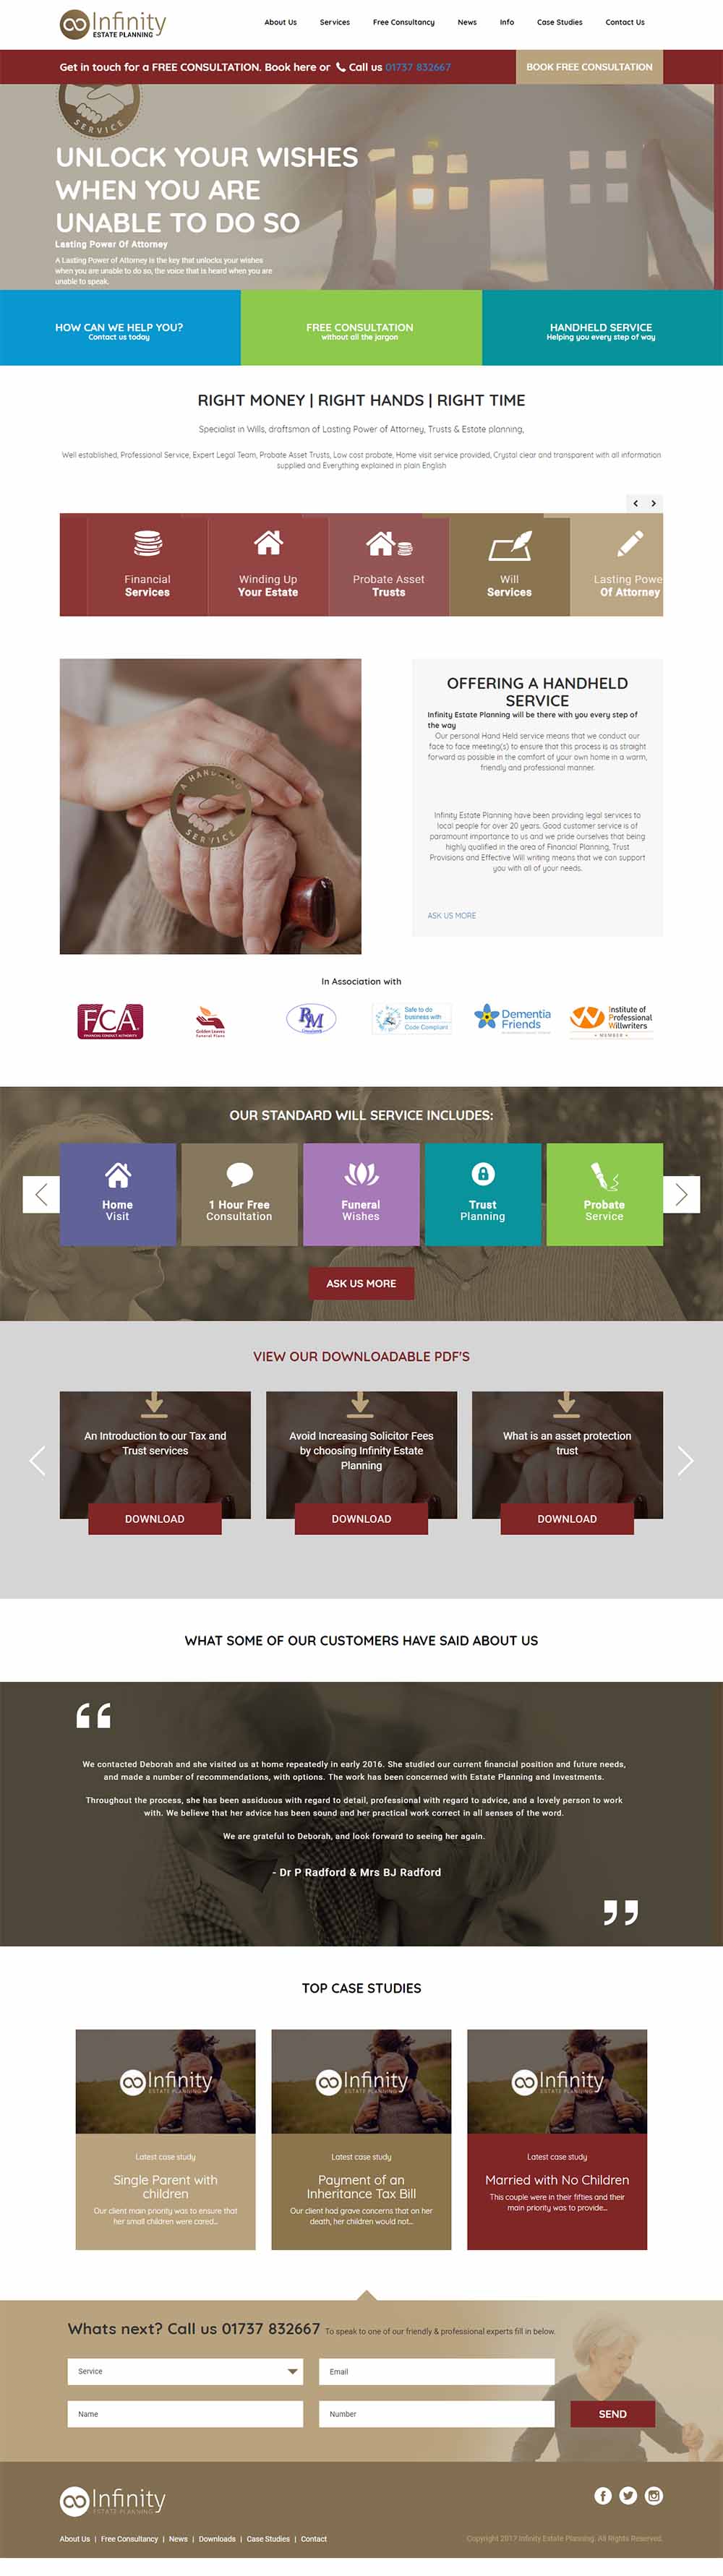 Infinity
ESTATE PLANNING
About Us Services Free Consultancy News Info Case Studies Contact Us
Get in touch for a FREE CONSULTATION. Book here or Call us 01737 832667
BOOK FREE CONSULTATION
SERVICE
UNLOCK YOUR WISHES
WHEN YOU ARE
UNABLE TO DO SO
Lasting Power Of Attorney
A Lasting Power of Attorney is the key that unlocks your wishes
when you are unable to do so, the voice that is heard when you are
unable to speak.
HOW CAN WE HELP YOU?
Contact us today
FREE CONSULTATION
without all the jargon
HANDHELD SERVICE
Helping you every step of way
RIGHT MONEY | RIGHT HANDS | RIGHT TIME
Specialist in Wills, draftsman of Lasting Power of Attorney, Trusts & Estate planning,
Well established, Professional Service, Expert Legal Team, Probate Asset Trusts, Low cost probate, Home visit service provided, Crystal clear and transparent with all information
supplied and Everything explained in plain English
Financial
Services
Winding Up
Your Estate
Probate Asset
Trusts
Will
Services
Lasting Powe
Of Attorney
A HAND
SERVICE
OFFERING A HANDHELD
SERVICE
Infinity Estate Planning will be there with you every step of
the way
Our personal Hand Held service means that we conduct our
face to face meeting(s) to ensure that this process is as straight
forward as possible in the comfort of your own home in a warm,
friendly and professional manner.
Infinity Estate Planning have been providing legal services to
local people for over 20 years. Good customer service is of
paramount importance to us and we pride ourselves that being
highly qualified in the area of Financial Planning, Trust
Provisions and Effective Will writing means that we can support
you with all of your needs.
ASK US MORE
In Association with
FCA
FINANCIAL CONDUCT AUTHORITY
Golden Leaves
Funeral Plans
RM
Safe to do
business with
Code Compliant
Dementia
Friends
Institute of
Professional
Willwriters
MEMBER
OUR STANDARD WILL SERVICE INCLUDES:
Home
Visit
1 Hour Free
Consultation
Funeral
Wishes
Trust
Planning
Probate
Service
ASK US MORE
VIEW OUR DOWNLOADABLE PDF'S
An Introduction to our Tax and
Trust services
DOWNLOAD
Avoid Increasing Solicitor Fees
by choosing Infinity Estate
Planning
DOWNLOAD
What is an asset protection
trust
DOWNLOAD
WHAT SOME OF OUR CUSTOMERS HAVE SAID ABOUT US
“
We contacted Deborah and she visited us at home repeatedly in early 2016. She studied our current financial position and future needs,
and made a number of recommendations, with options. The work has been concerned with Estate Planning and Investments.
Throughout the process, she has been assiduous with regard to detail, professional with regard to advice, and a lovely person to work
with. We believe that her advice has been sound and her practical work correct in all senses of the word.
We are grateful to Deborah, and look forward to seeing her again.
- Dr P Radford & Mrs BJ Radford
”
TOP CASE STUDIES
Infinity
ESTATE PLANNING
Latest case study
Single Parent with
children
Our client main priority was to ensure that
her small children were cared...
Infinity
ESTATE PLANNING
Latest case study
Payment of an
Inheritance Tax Bill
Our client had grave concerns that on her
death, her children would not...
Infinity
ESTATE PLANNING
Latest case study
Married with No Children
This couple were in their fifties and their
main priority was to provide...
Whats next? Call us 01737 832667 To speak to one of our friendly & professional experts fill in below.
Service
Email
Name
Number
SEND
Infinity
ESTATE PLANNING
About Us | Free Consultancy | News | Downloads | Case Studies | Contact
Copyright 2017 Infinity Estate Planning. All Rights Reserved.